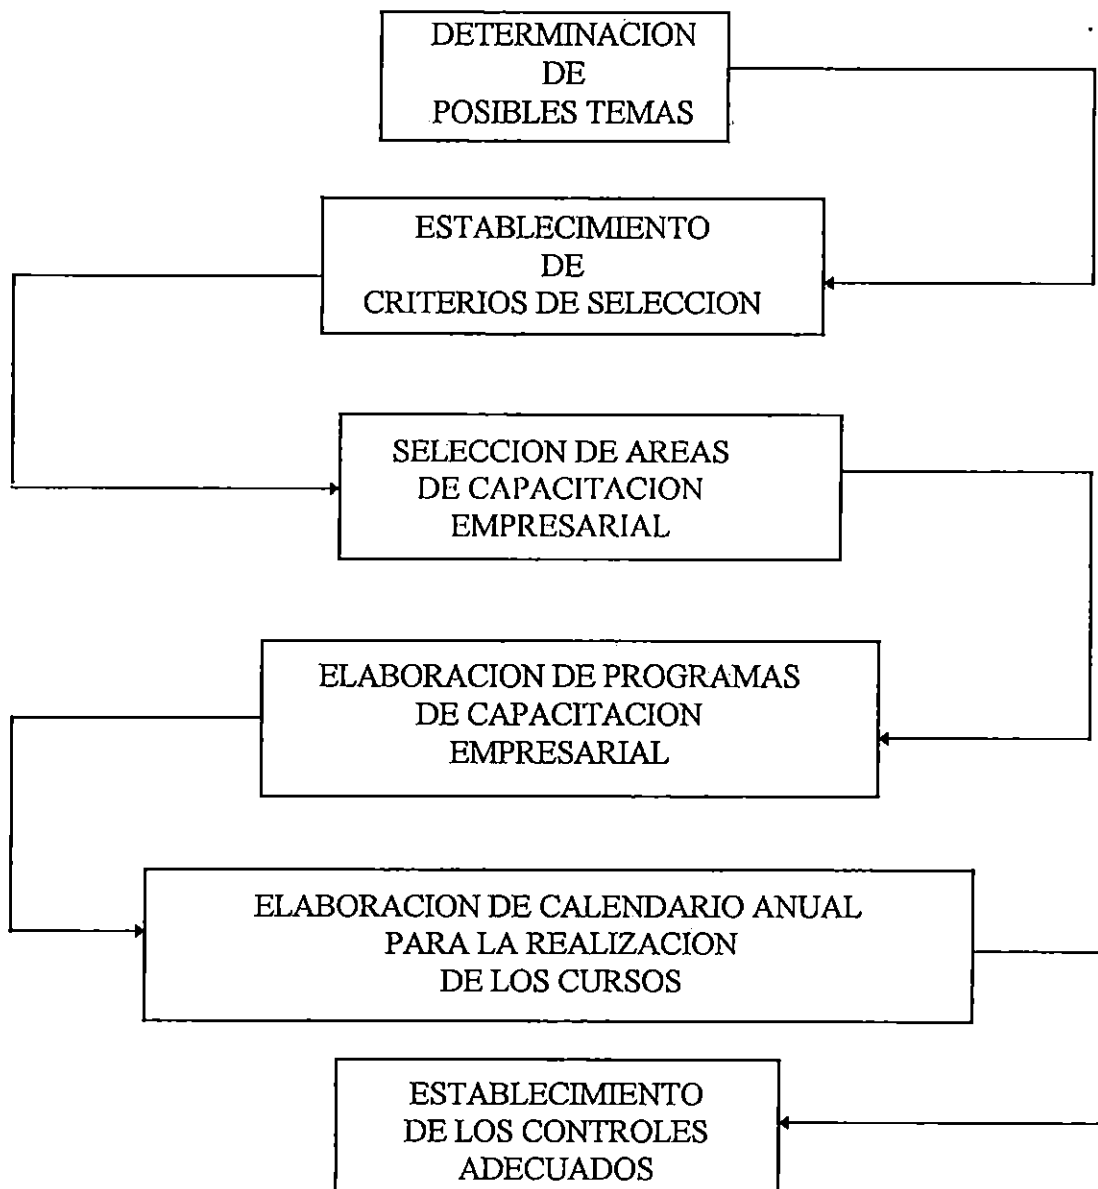 DETERMINACION
DE
POSIBLES TEMAS
ESTABLECIMIENTO
DE
CRITERIOS DE SELECCION
SELECCION DE AREAS
DE CAPACITACION
EMPRESARIAL
ELABORACION DE PROGRAMAS
DE CAPACITACION
EMPRESARIAL
ELABORACION DE CALENDARIO ANUAL
PARA LA REALIZACION
DE LOS CURSOS
ESTABLECIMIENTO
DE LOS CONTROLES
ADECUADOS